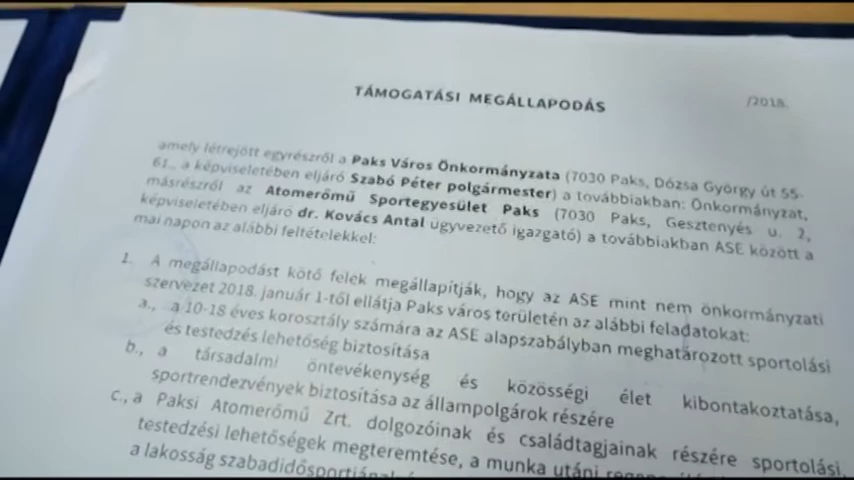 TÁMOGATÁSI MEGÁLLAPODÁS
/2018.
amely létrejött egyrészről a Paks Város Önkormányzata (7030 Paks, Dózsa György út 55-
61., a képviseletében eljáró Szabó Péter polgármester) a továbbiakban: Önkormányzat,
másrészről az Atomerőmű Sportegyesület Paks (7030 Paks, Gesztenyés u. 2,
képviseletében eljáró dr. Kovács Antal ügyvezető igazgató) a továbbiakban ASE között a
mai napon az alábbi feltételekkel:
1. A megállapodást kötő felek megállapítják, hogy az ASE mint nem önkormányzati
szervezet 2018. január 1-től ellátja Paks város területén az alábbi feladatokat:
a., a 10-18 éves korosztály számára az ASE alapszabályban meghatározott sportolási
és testedzés lehetőség biztosítása
b., a társadalmi öntevékenység és közösségi élet kibontakoztatása,
sportrendezvények biztosítása az állampolgárok részére
c., a Paksi Atomerőmű Zrt. dolgozóinak és családtagjainak részére sportolási,
testedzési lehetőségek megteremtése, a munka utáni
a lakosság